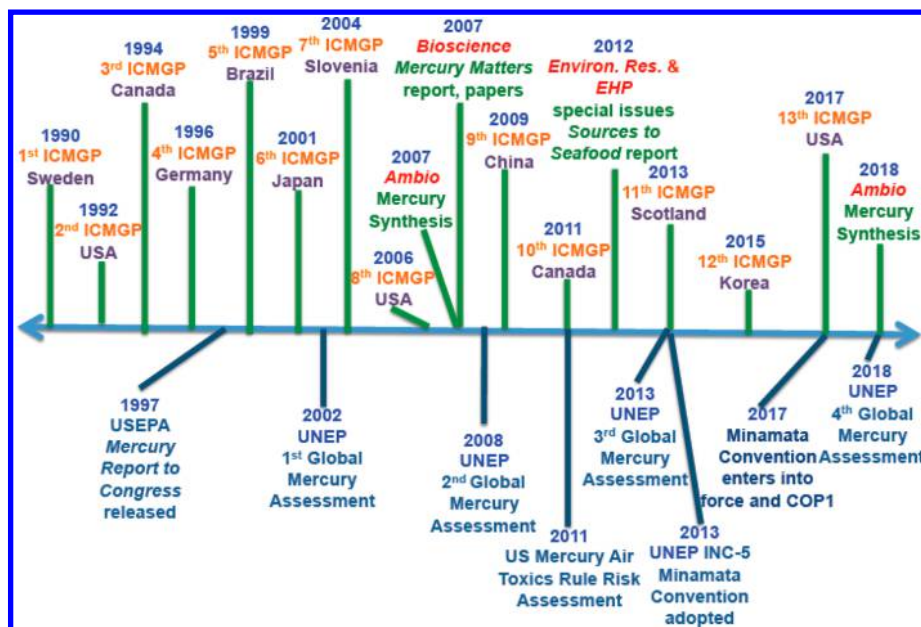 1990
1st ICMGP
Sweden
1992
2nd ICMGP
USA
1994
3rd ICMGP
Canada
1996
4th ICMGP
Germany
1999
5th ICMGP
Brazil
2001
6th ICMGP
Japan
2004
7th ICMGP
Slovenia
2006
8th ICMGP
USA
2007
Ambio
Mercury
Synthesis
2007
Bioscience
Mercury Matters
report, papers
2009
9th ICMGP
China
2011
10th ICMGP
Canada
2012
Environ. Res. &
EHP
special issues
Sources to
Seafood report
2013
11th ICMGP
Scotland
2015
12th ICMGP
Korea
2017
13th ICMGP
USA
2018
Ambio
Mercury
Synthesis
1997
USEPA
Mercury
Report to
Congress
released
2002
UNEP
1st Global
Mercury
Assessment
2008
UNEP
2nd Global
Mercury
Assessment
2011
US Mercury Air
Toxics Rule Risk
Assessment
2013
UNEP
3rd Global
Mercury
Assessment
2013
UNEP INC-5
Minamata
Convention
adopted
2017
Minamata
Convention
enters into
force and COP1
2018
UNEP
4th Global
Mercury
Assessment